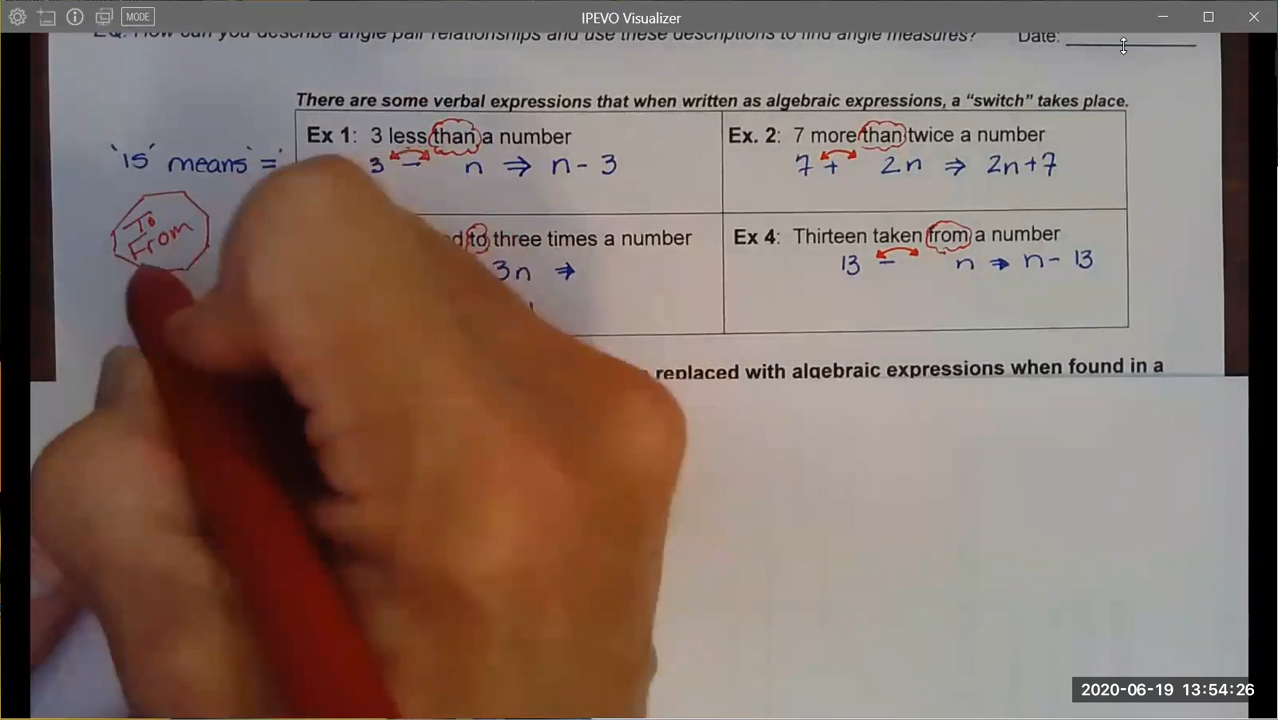 MODE
IPEVO Visualizer
EQ: How can you describe angle pair relationships and use these descriptions to find angle measures? Date:
There are some verbal expressions that when written as algebraic expressions, a “switch” takes place.
Ex 1: 3 less than a number
3 − n ⇒ n - 3
Ex. 2: 7 more than twice a number
7 + 2n ⇒ 2n+7
'is' means '='
To
From
to three times a number
3n ⇒
Ex 4: Thirteen taken from a number
13 − n ⇒ n - 13
replaced with algebraic expressions when found in a
2020-06-19 13:54:26